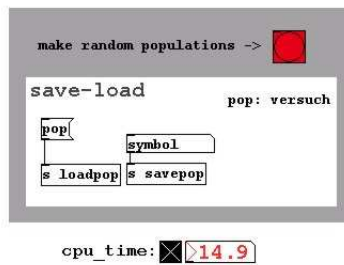 make random populations ->
save-load
pop: versuch
pop
symbol
s loadpop
s savepop
cpu_time:
14.9